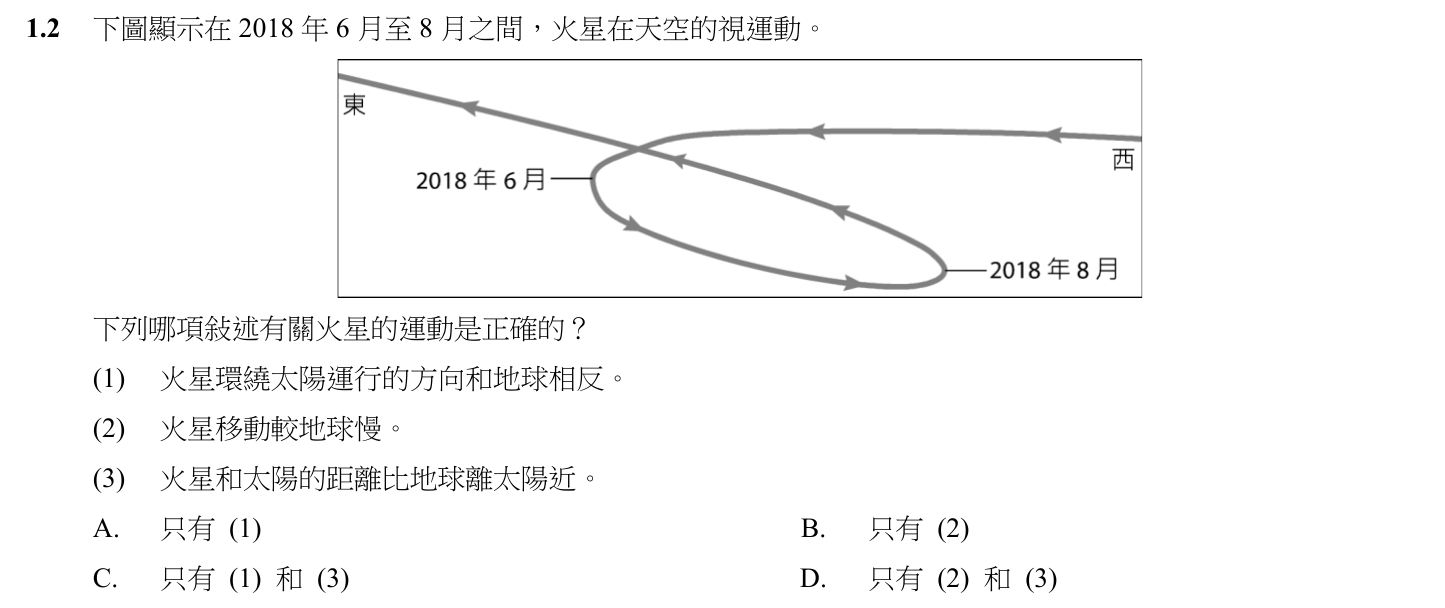 1.2 下圖顯示在 2018 年 6 月至 8 月之間，火星在天空的視運動。
東
西
2018 年 6 月
2018 年 8 月
下列哪項敍述有關火星的運動是正確的？
(1) 火星環繞太陽運行的方向和地球相反。
(2) 火星移動較地球慢。
(3) 火星和太陽的距離比地球離太陽近。
A. 只有 (1) B. 只有 (2)
C. 只有 (1) 和 (3) D. 只有 (2) 和 (3)